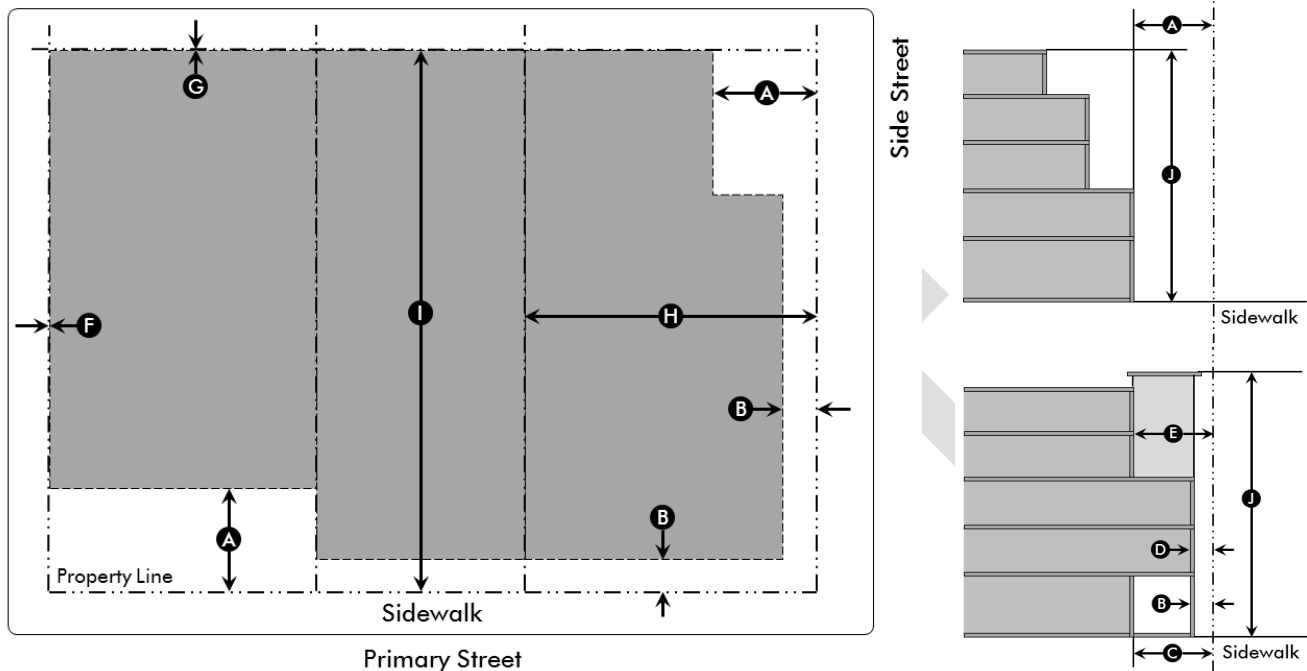 G
A
A
J
F
I
H
B
B
A
Property Line
Sidewalk
Primary Street
Side Street
Sidewalk
E
J
D
B
C
Sidewalk